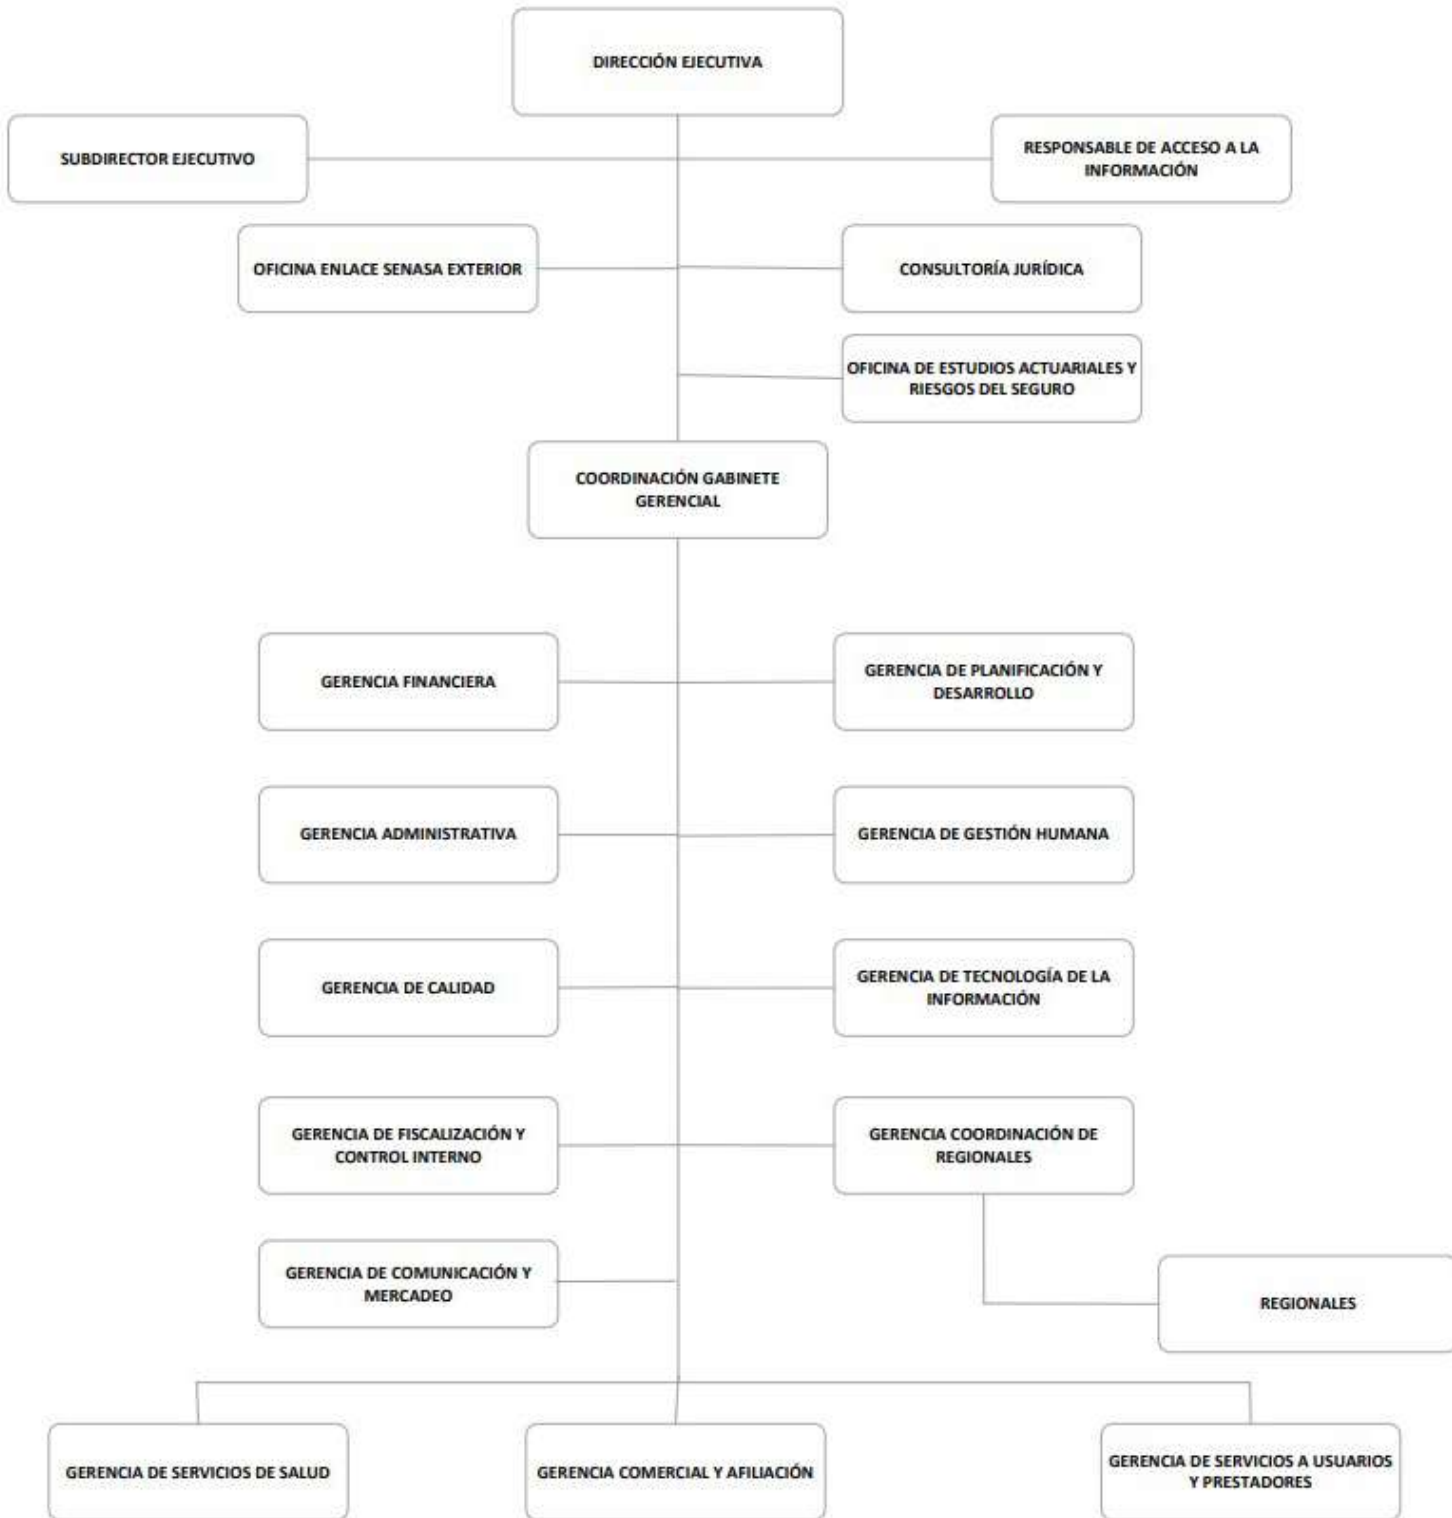 DIRECCIÓN EJECUTIVA
SUBDIRECTOR EJECUTIVO
RESPONSABLE DE ACCESO A LA
INFORMACIÓN
OFICINA ENLACE SENASA EXTERIOR
CONSULTORÍA JURÍDICA
OFICINA DE ESTUDIOS ACTUARIALES Y
RIESGOS DEL SEGURO
COORDINACIÓN GABINETE
GERENCIAL
GERENCIA FINANCIERA
GERENCIA DE PLANIFICACIÓN Y
DESARROLLO
GERENCIA ADMINISTRATIVA
GERENCIA DE GESTIÓN HUMANA
GERENCIA DE CALIDAD
GERENCIA DE TECNOLOGÍA DE LA
INFORMACIÓN
GERENCIA DE FISCALIZACIÓN Y
CONTROL INTERNO
GERENCIA COORDINACIÓN DE
REGIONALES
GERENCIA DE COMUNICACIÓN Y
MERCADEO
REGIONALES
GERENCIA DE SERVICIOS DE SALUD
GERENCIA COMERCIAL Y AFILIACIÓN
GERENCIA DE SERVICIOS A USUARIOS
Y PRESTADORES